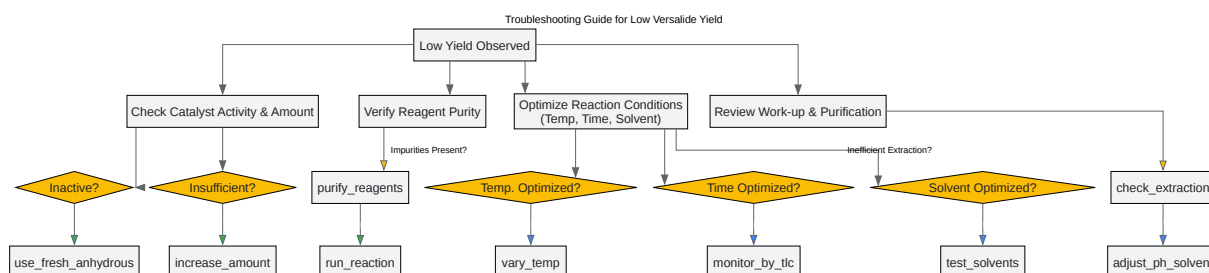 Troubleshooting Guide for Low Versalide Yield
Low Yield Observed
Check Catalyst Activity & Amount
Verify Reagent Purity
Optimize Reaction Conditions
(Temp, Time, Solvent)
Review Work-up & Purification
Impurities Present?
Inefficient Extraction?
Inactive?
Insufficient?
purify_reagents
Temp. Optimized?
Time Optimized?
Solvent Optimized?
check_extraction
use_fresh_anhydrous
increase_amount
run_reaction
vary_temp
monitor_by_tlc
test_solvents
adjust_ph_solvent